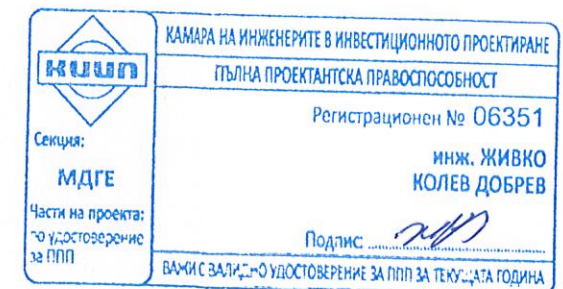 КАМАРА НА ИНЖЕНЕРИТЕ В ИНВЕСТИЦИОННОТО ПРОЕКТИРАНЕ
ПЪЛНА ПРОЕКТАНТСКА ПРАВОСПОСОБНОСТ
КИИП
Секция:
МДГЕ
Части на проекта:
по удостоверение
за ППП
Регистрационен № 06351
инж. ЖИВКО
КОЛЕВ ДОБРЕВ
Подпис
ВАЖИ С ВАЛИДНО УДОСТОВЕРЕНИЕ ЗА ППП ЗА ТЕКУЩАТА ГОДИНА